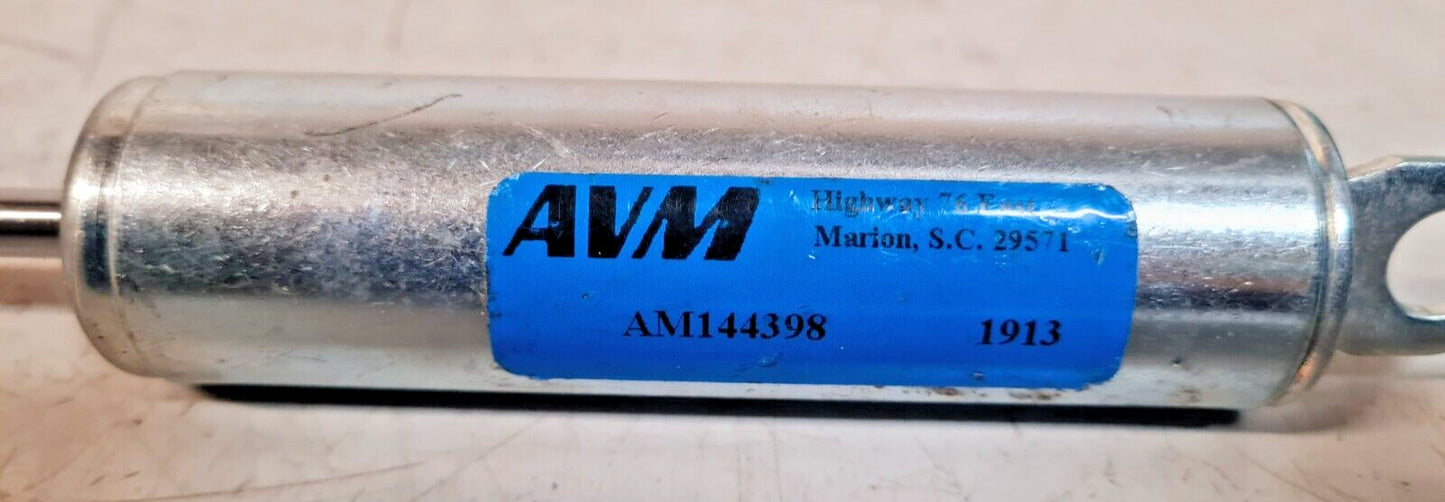 AVM
Highway 76 East
Marion, S.C. 29571
AM144398 1913